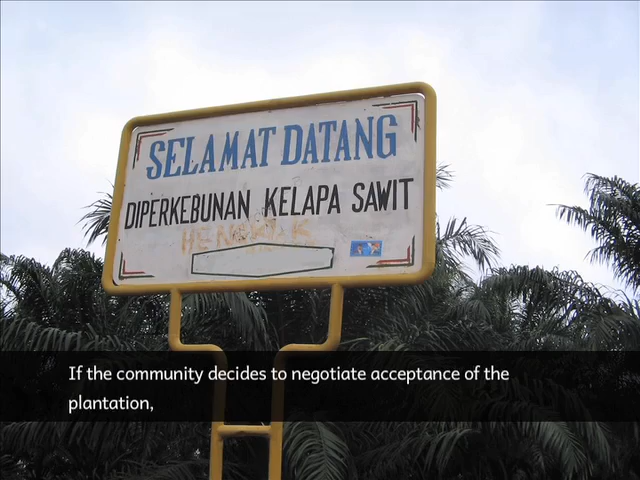 SELAMAT DATANG
DIPERKEBUNAN KELAPA SAWIT
If the community decides to negotiate acceptance of the
plantation,